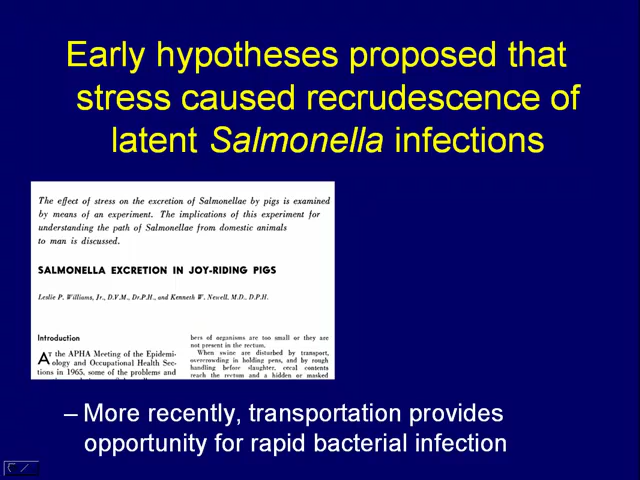 Early hypotheses proposed that
stress caused recrudescence of
latent Salmonella infections
The effect of stress on the excretion of Salmonellae by pigs is examined
by means of an experiment. The implications of this experiment for
understanding the path of Salmonellae from domestic animals
to man is discussed.
SALMONELLA EXCRETION IN JOY-RIDING PIGS
Leslie P. Williams, Jr., D.V.M., Dr.P.H., and Kenneth W. Newell, M.D., D.P.H.
Introduction
AT the APHA Meeting of the Epidemi-
ology and Occupational Health Sec-
tions in 1965, some of the problems and
bers of organisms are too small or they are
not present in the rectum.
When swine are disturbed by transport,
overcrowding in holding pens, and by rough
handling before slaughter, cecal contents
reach the rectum and a hidden or masked
– More recently, transportation provides
opportunity for rapid bacterial infection